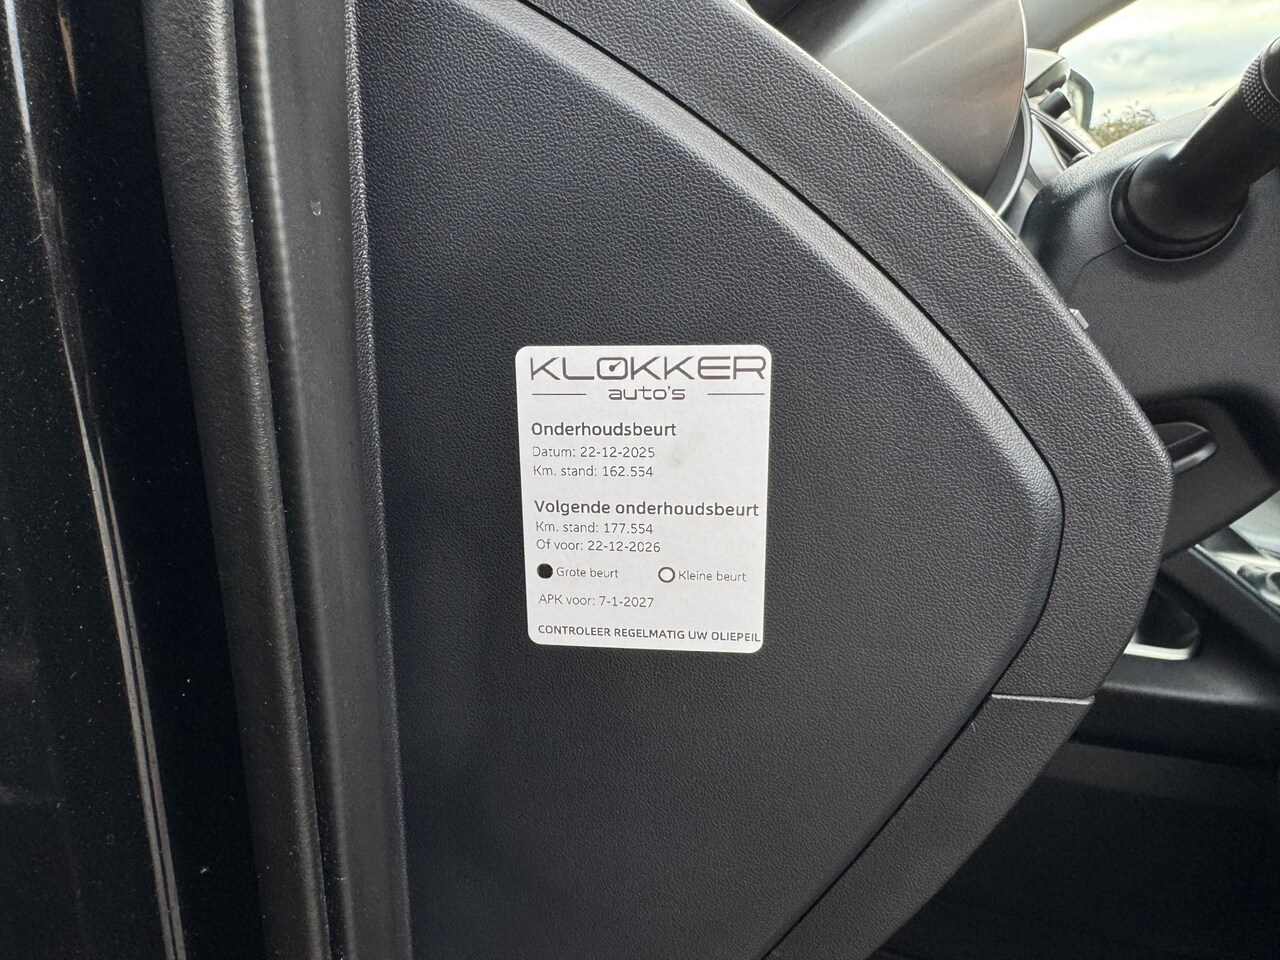 KLOKKER
auto's
Onderhoudsbeurt
Datum: 22-12-2025
Km. stand: 162.554
Volgende onderhoudsbeurt
Km. stand: 177.554
Of voor: 22-12-2026
Grote beurt Kleine beurt
APK voor: 7-1-2027
CONTROLEER REGELMATIG UW OLIEPEIL